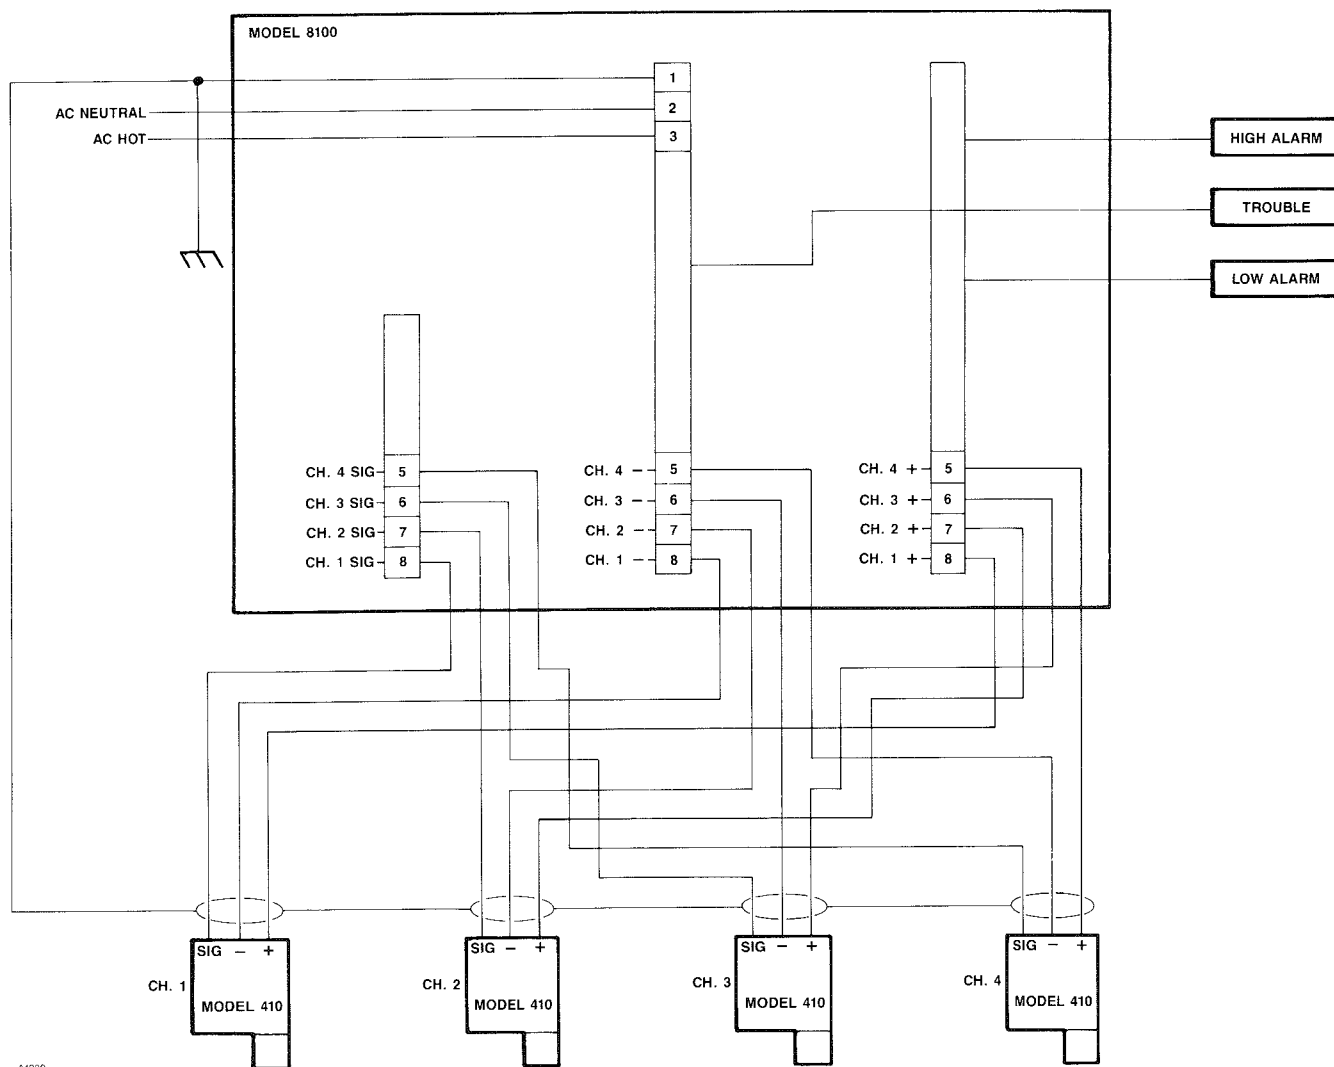 MODEL 8100
1
AC NEUTRAL
2
AC HOT
3
HIGH ALARM
TROUBLE
LOW ALARM
CH. 4 SIG
5
CH. 3 SIG
6
CH. 2 SIG
7
CH. 1 SIG
8
CH. 4 -
5
CH. 3 -
6
CH. 2 -
7
CH. 1 -
8
CH. 4 +
5
CH. 3 +
6
CH. 2 +
7
CH. 1 +
8
SIG - +
CH. 1
MODEL 410
SIG - +
CH. 2
MODEL 410
SIG - +
CH. 3
MODEL 410
SIG - +
CH. 4
MODEL 410